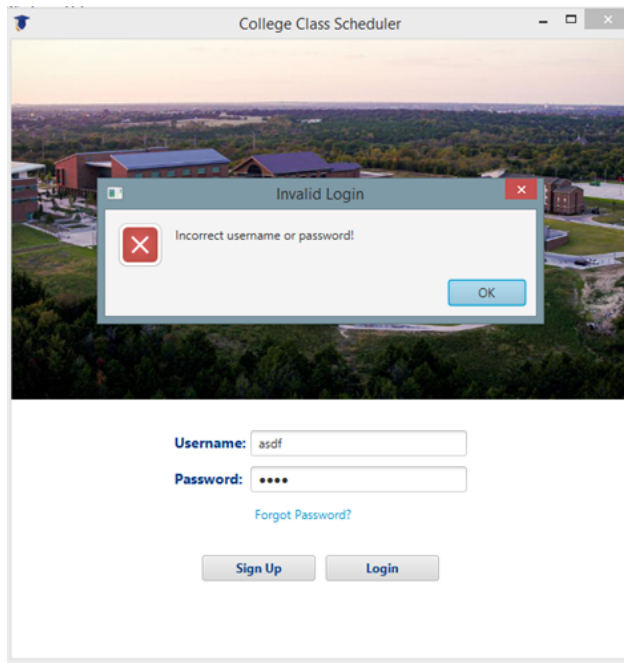 College Class Scheduler
Invalid Login
Incorrect username or password!
OK
Username: asdf
Password: ••••
Forgot Password?
Sign Up Login